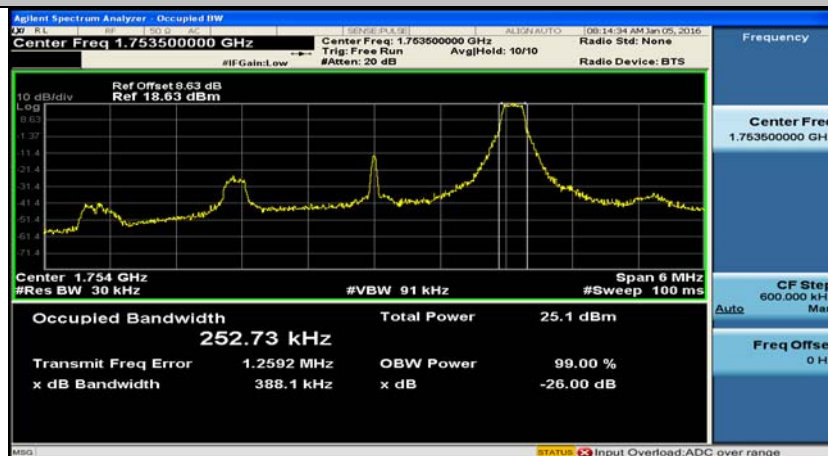 Agilent Spectrum Analyzer - Occupied BW
RL RF 50 Ω AC SENSE:PULSE ALIGN AUTO 08:14:34 AM Jan 05, 2016
Center Freq 1.753500000 GHz
Center Freq: 1.753500000 GHz
Radio Std: None
Trig: Free Run Avg|Hold: 10/10
#IFGain:Low #Atten: 20 dB Radio Device: BTS
Ref Offset 8.63 dB
10 dB/div Ref 18.63 dBm
Log
8.63
-1.37
-11.4
-21.4
-31.4
-41.4
-51.4
-61.4
-71.4
Center 1.754 GHz Span 6 MHz
#Res BW 30 kHz #VBW 91 kHz #Sweep 100 ms
Occupied Bandwidth Total Power 25.1 dBm
252.73 kHz
Transmit Freq Error 1.2592 MHz OBW Power 99.00 %
x dB Bandwidth 388.1 kHz x dB -26.00 dB
MSG STATUS Input Overload:ADC over range
Frequency
Center Fre
1.753500000 GH
CF Step
600.000 kH
Auto Ma
Freq Offse
0 H